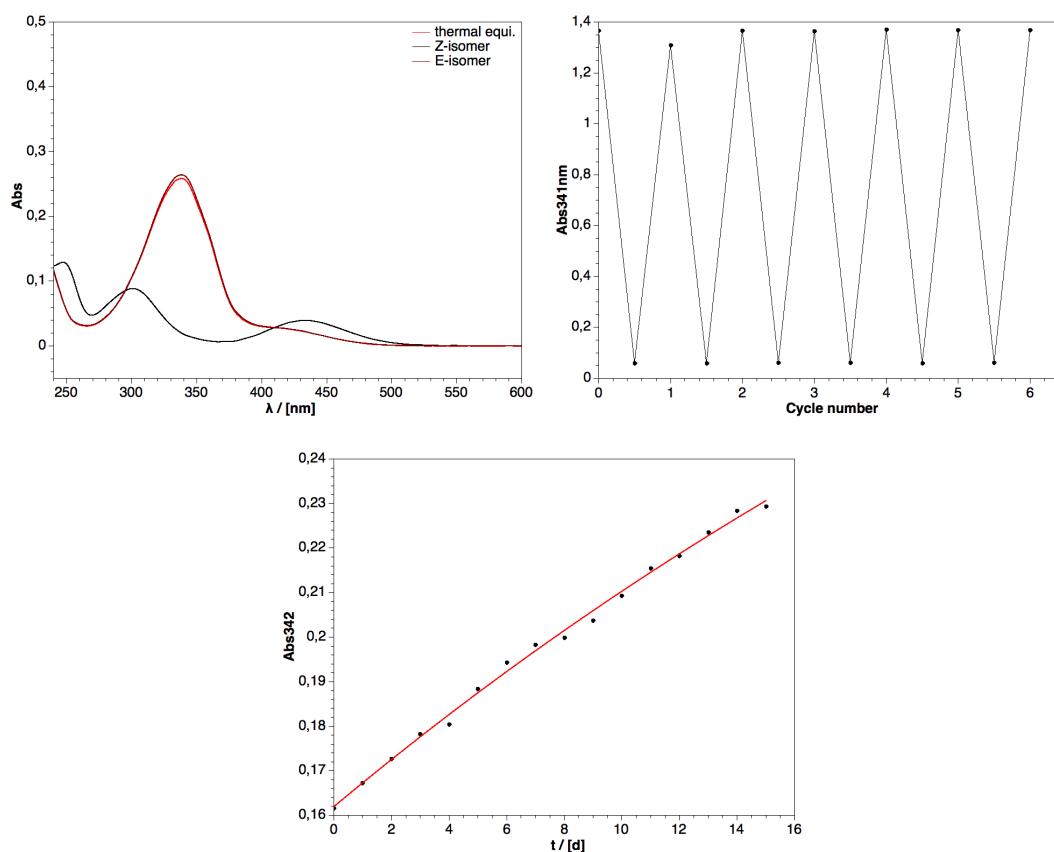 0,5
0,4
0,3
0,2
0,1
0
Abs
250 300 350 400 450 500 550 600
λ / [nm]
thermal equi.
Z-isomer
E-isomer
1,4
1,2
1
0,8
0,6
0,4
0,2
0
Abs341nm
0 1 2 3 4 5 6
Cycle number
0,24
0,23
0,22
0,21
0,2
0,19
0,18
0,17
0,16
Abs342
0 2 4 6 8 10 12 14 16
t / [d]